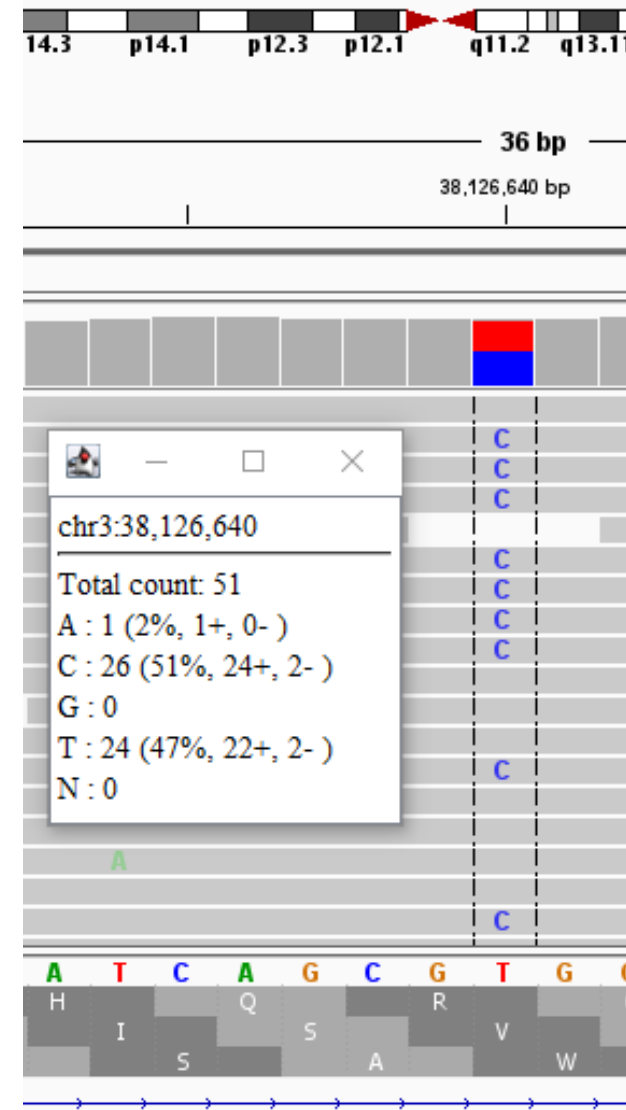 14.3 p14.1 p12.3 p12.1 q11.2 q13.11
36 bp
38,126,640 bp
C
C
C
chr3:38,126,640
C
Total count: 51
C
A : 1 (2%, 1+, 0- )
C
C : 26 (51%, 24+, 2- )
C
G : 0
T : 24 (47%, 22+, 2- )
C
N : 0
A
C
A T C A G C G T G
H Q R
I S V
S A W